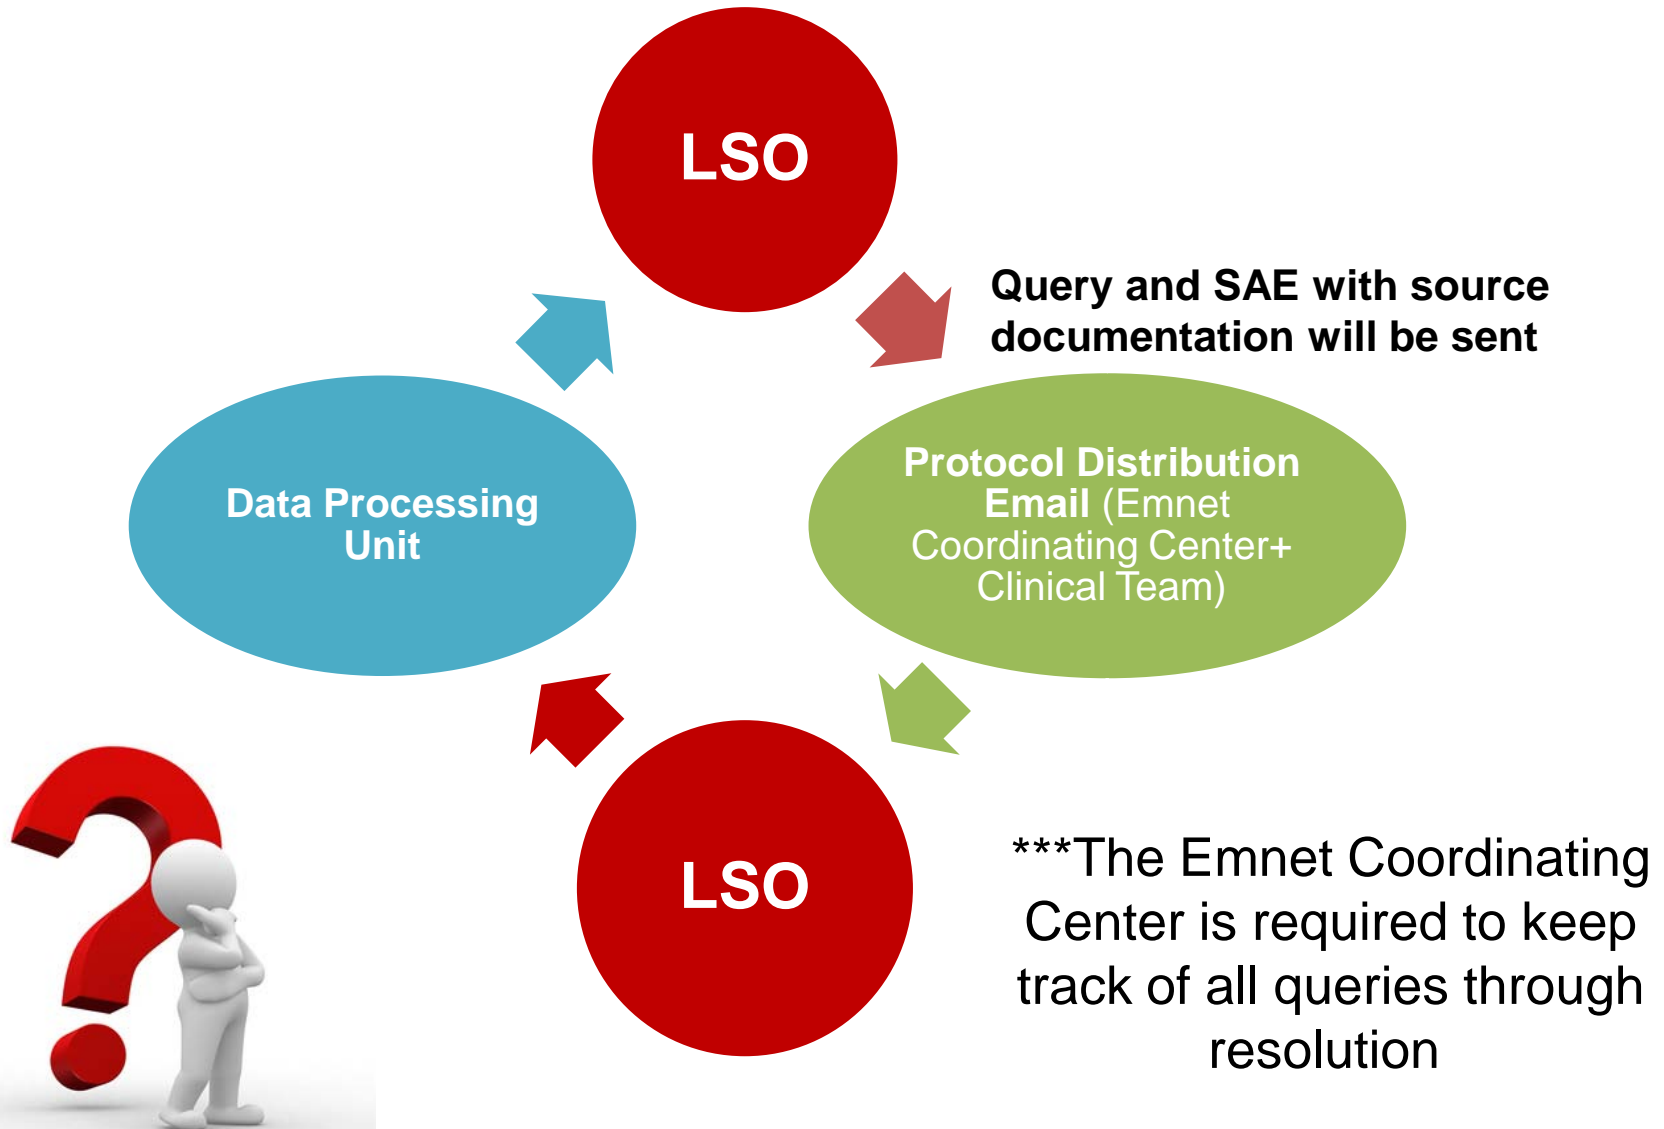 LSO
Query and SAE with source
documentation will be sent
Data Processing
Unit
Protocol Distribution
Email (Emnet
Coordinating Center+
Clinical Team)
LSO
***The Emnet Coordinating
Center is required to keep
track of all queries through
resolution